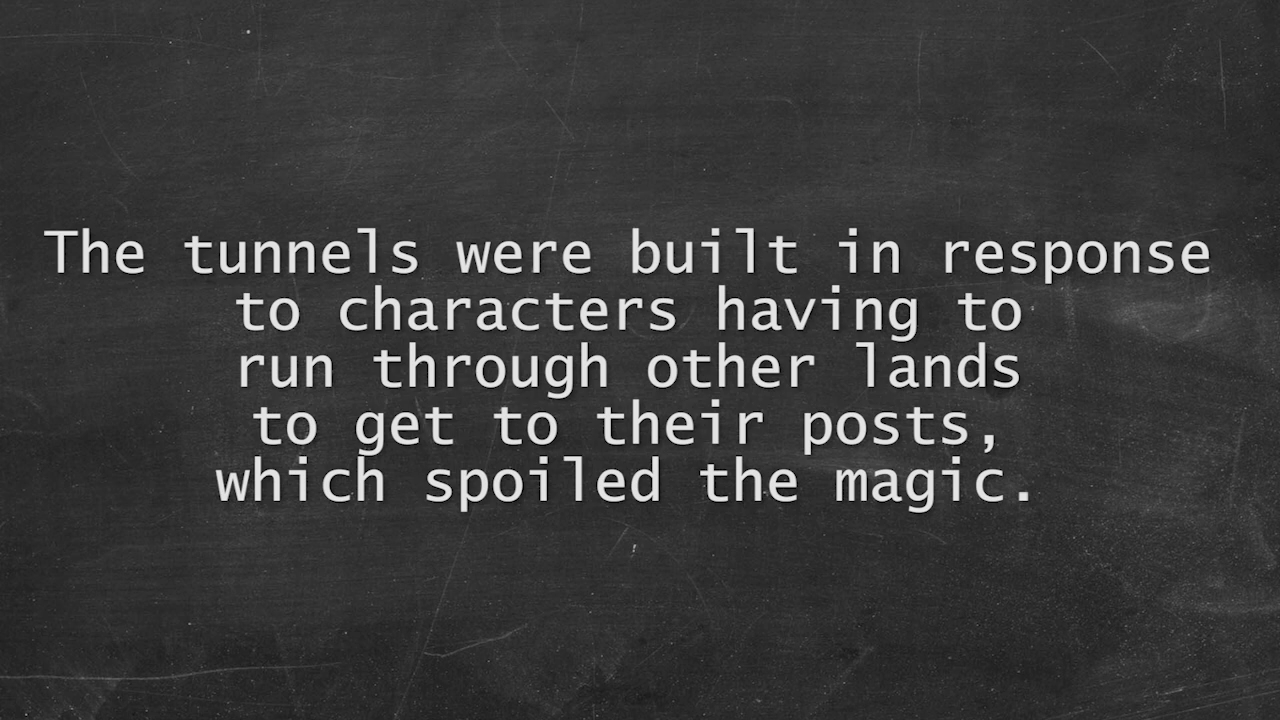 The tunnels were built in response
to characters having to
run through other lands
to get to their posts,
which spoiled the magic.